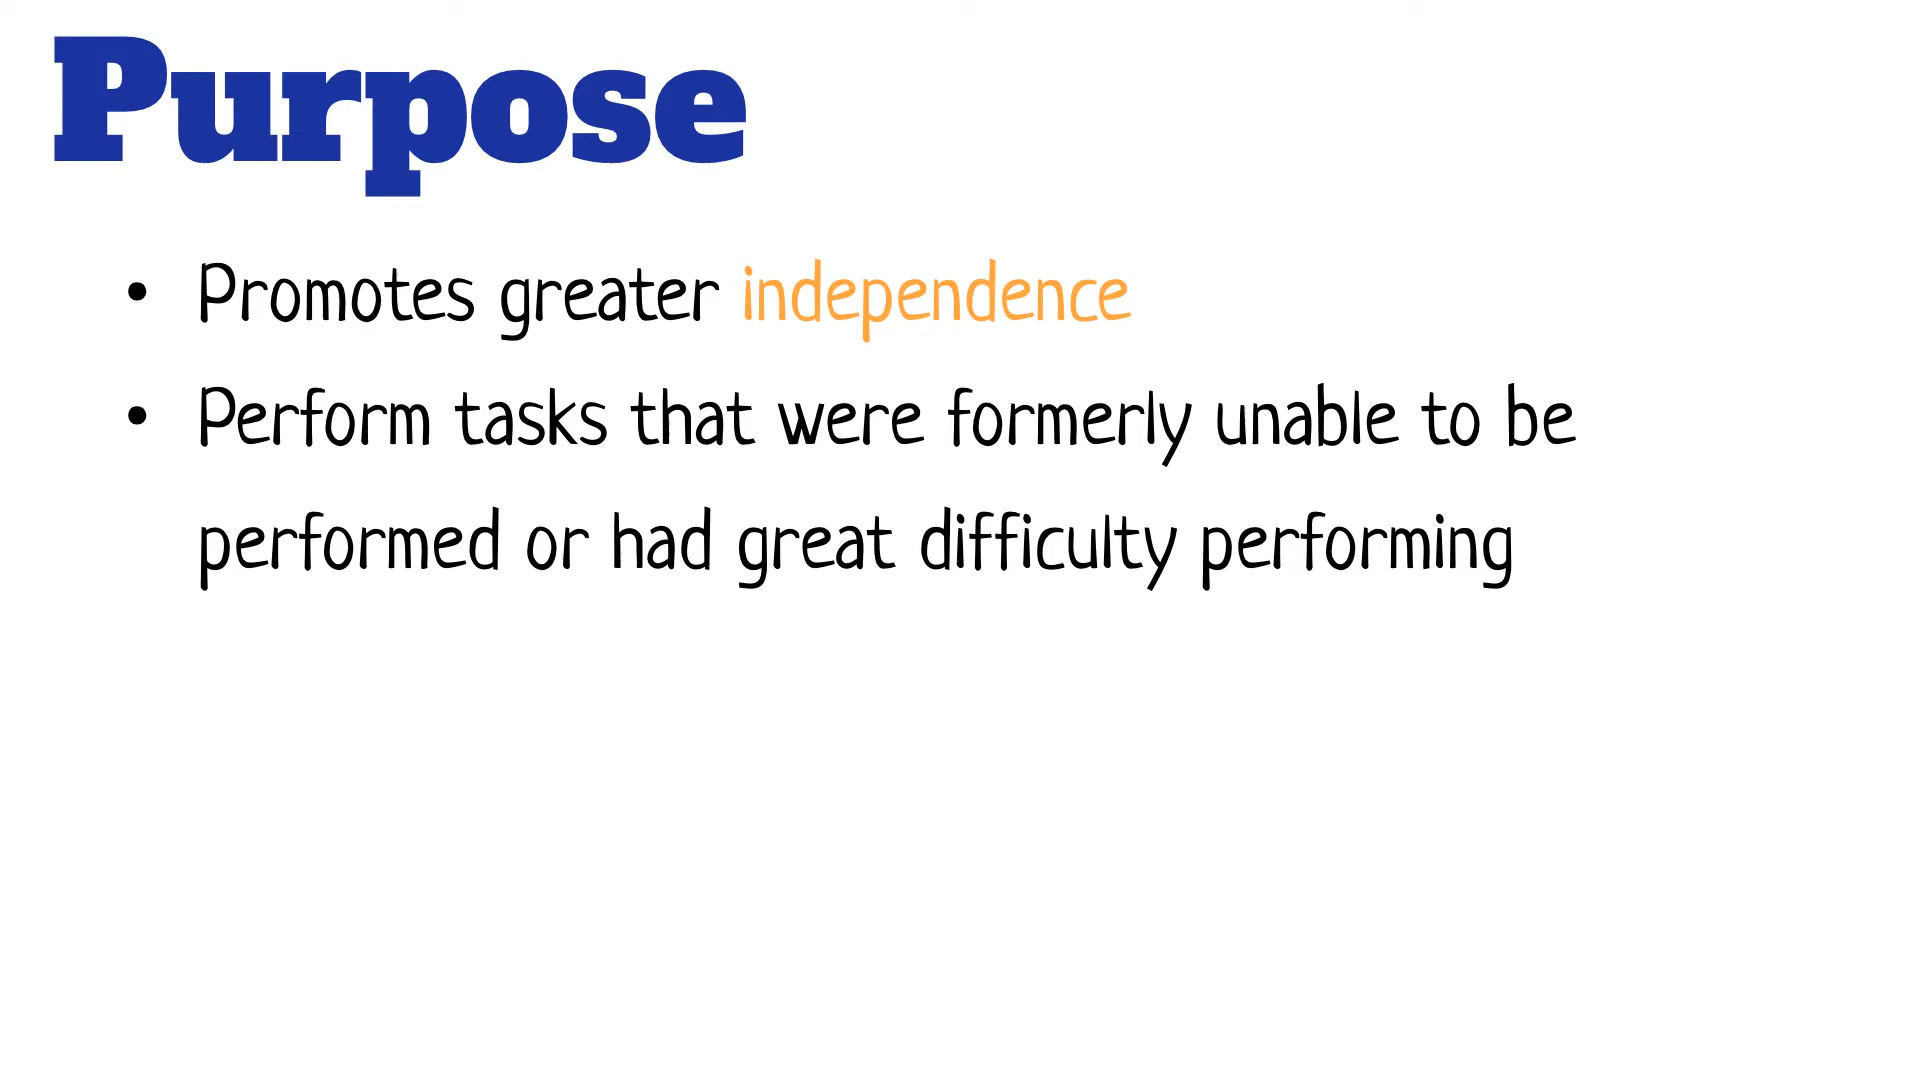 Purpose
• Promotes greater independence
• Perform tasks that were formerly unable to be
performed or had great difficulty performing